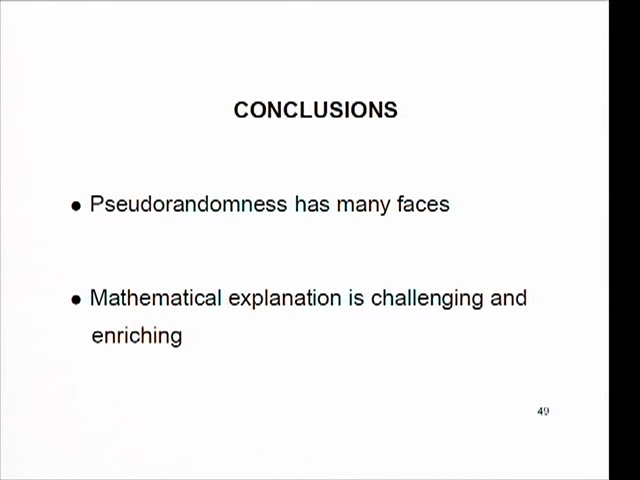 CONCLUSIONS
● Pseudorandomness has many faces
● Mathematical explanation is challenging and
enriching
49